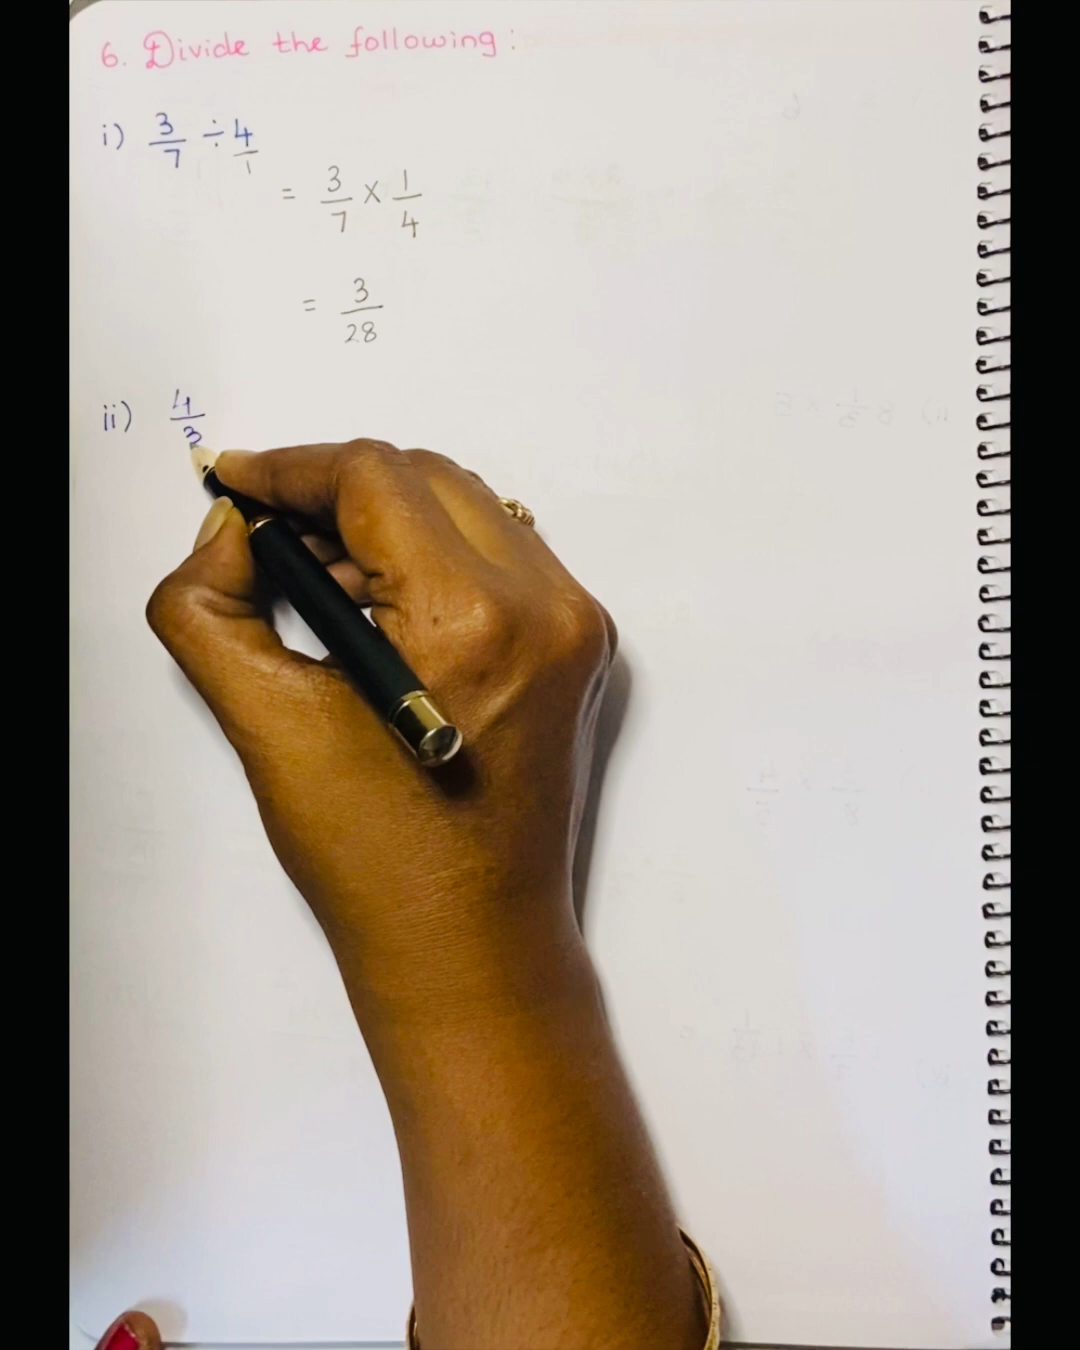 6. Divide the following:
i) 3/7 ÷ 4/1
= 3/7 × 1/4
= 3/28
ii) 4/3